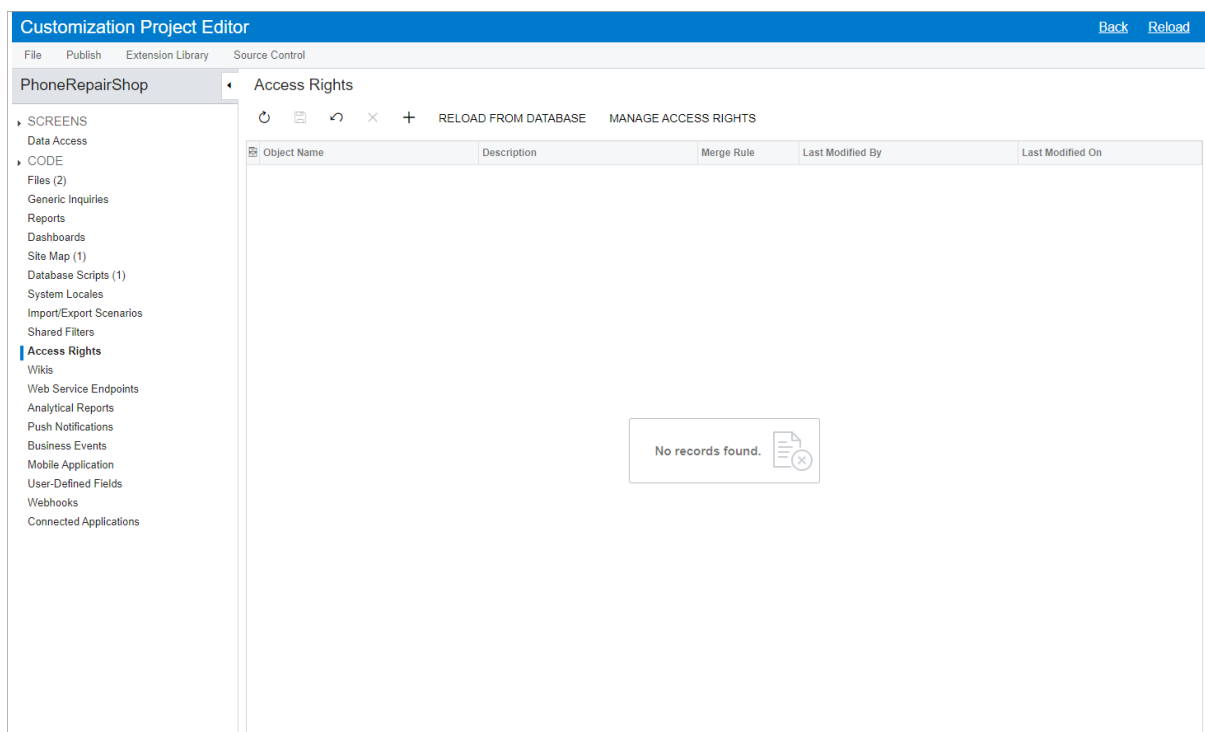 Customization Project Editor Back Reload
File Publish Extension Library Source Control
PhoneRepairShop
Access Rights
SCREENS
Data Access
CODE
Files (2)
Generic Inquiries
Reports
Dashboards
Site Map (1)
Database Scripts (1)
System Locales
Import/Export Scenarios
Shared Filters
Access Rights
Wikis
Web Service Endpoints
Analytical Reports
Push Notifications
Business Events
Mobile Application
User-Defined Fields
Webhooks
Connected Applications
RELOAD FROM DATABASE MANAGE ACCESS RIGHTS
Object Name Description Merge Rule Last Modified By Last Modified On
No records found.